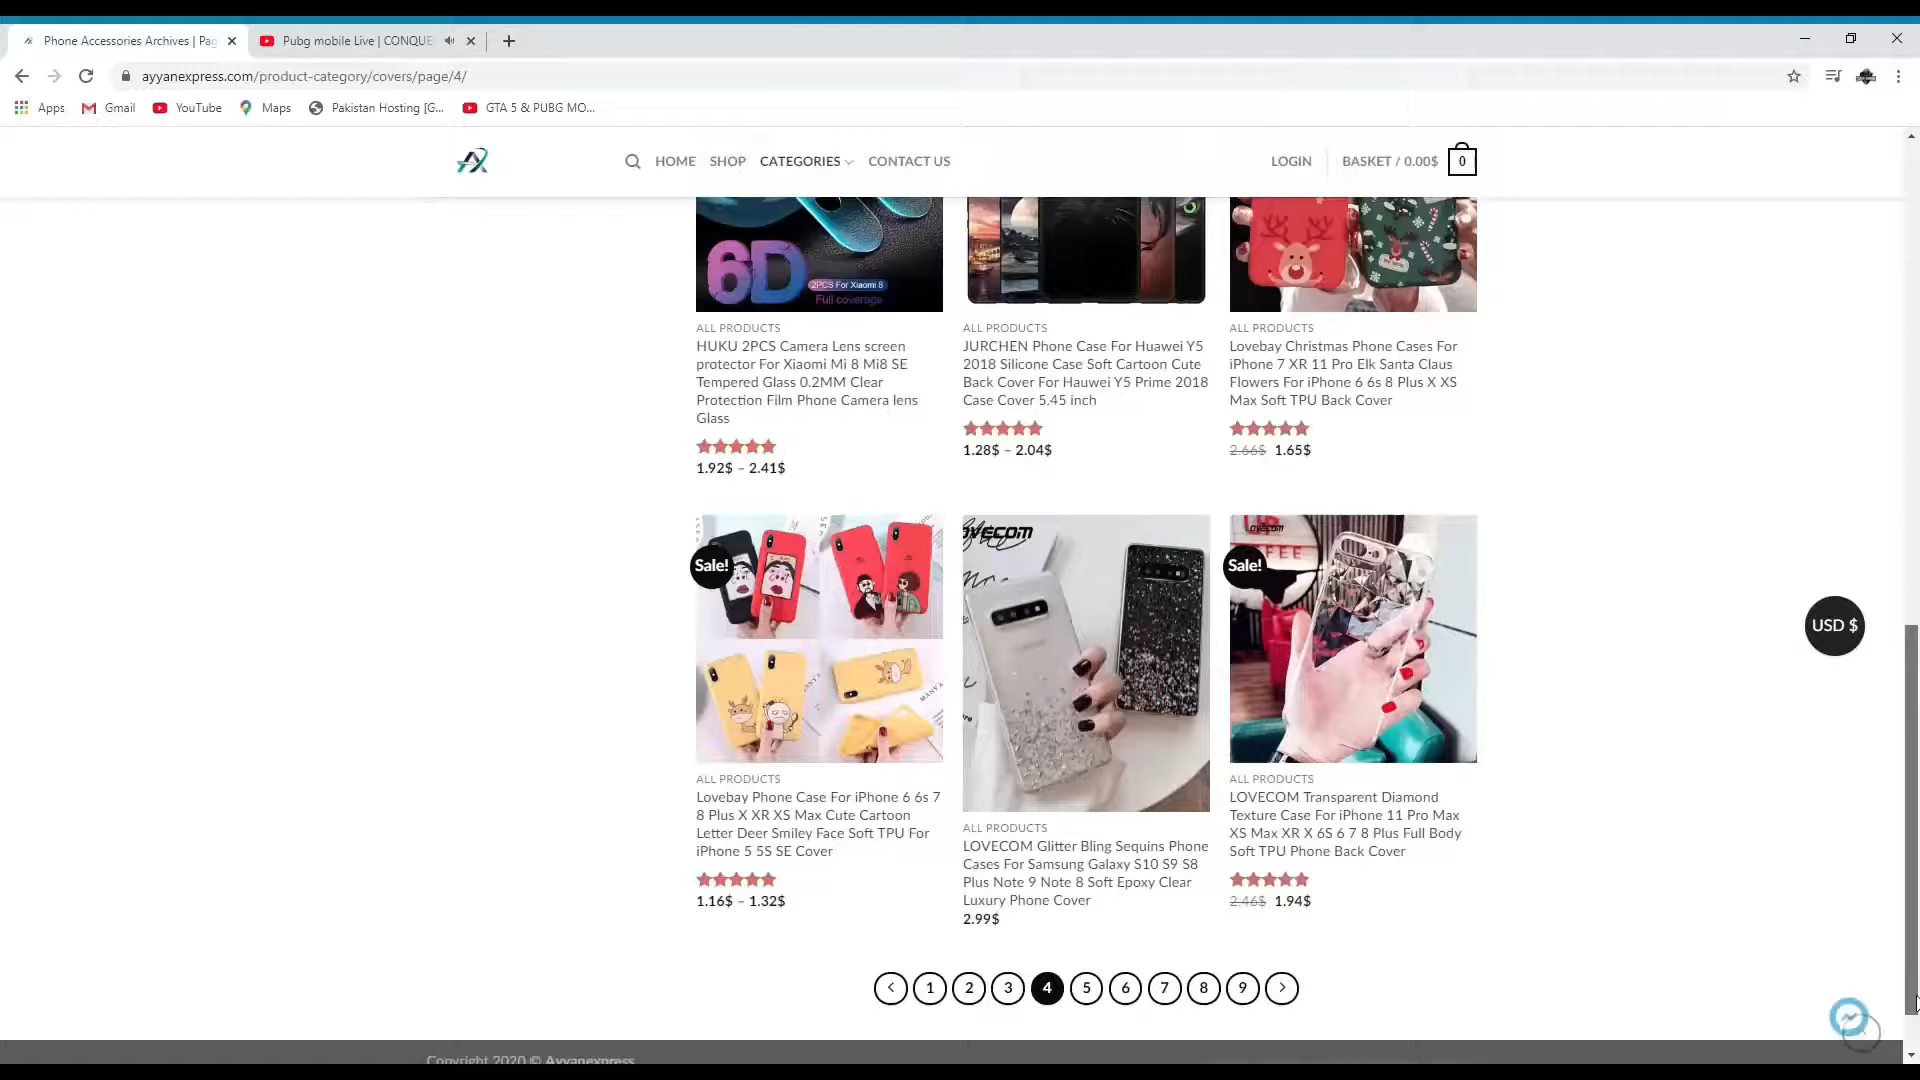 Phone Accessories Archives | Pag
Pubg mobile Live | CONQUE
ayyanexpress.com/product-category/covers/page/4/
Apps
Gmail
YouTube
Maps
Pakistan Hosting [G...
GTA 5 & PUBG MO...
HOME
SHOP
CATEGORIES
CONTACT US
LOGIN
BASKET / 0.00$
0
6D
2PCS For Xiaomi 8
Full coverage
ALL PRODUCTS
HUKU 2PCS Camera Lens screen
protector For Xiaomi Mi 8 Mi8 SE
Tempered Glass 0.2MM Clear
Protection Film Phone Camera lens
Glass
1.92$ – 2.41$
ALL PRODUCTS
JURCHEN Phone Case For Huawei Y5
2018 Silicone Case Soft Cartoon Cute
Back Cover For Hauwei Y5 Prime 2018
Case Cover 5.45 inch
1.28$ – 2.04$
ALL PRODUCTS
Lovebay Christmas Phone Cases For
iPhone 7 XR 11 Pro Elk Santa Claus
Flowers For iPhone 6 6s 8 Plus X XS
Max Soft TPU Back Cover
2.66$ 1.65$
Sale!
MANYA
ALL PRODUCTS
Lovebay Phone Case For iPhone 6 6s 7
8 Plus X XR XS Max Cute Cartoon
Letter Deer Smiley Face Soft TPU For
iPhone 5 5S SE Cover
1.16$ – 1.32$
OVECOM
ALL PRODUCTS
LOVECOM Glitter Bling Sequins Phone
Cases For Samsung Galaxy S10 S9 S8
Plus Note 9 Note 8 Soft Epoxy Clear
Luxury Phone Cover
2.99$
Sale!
OVECOM
FEE
ALL PRODUCTS
LOVECOM Transparent Diamond
Texture Case For iPhone 11 Pro Max
XS Max XR X 6S 6 7 8 Plus Full Body
Soft TPU Phone Back Cover
2.46$ 1.94$
USD $
1 2 3 4 5 6 7 8 9
Copyright 2020 © Ayyanexpress